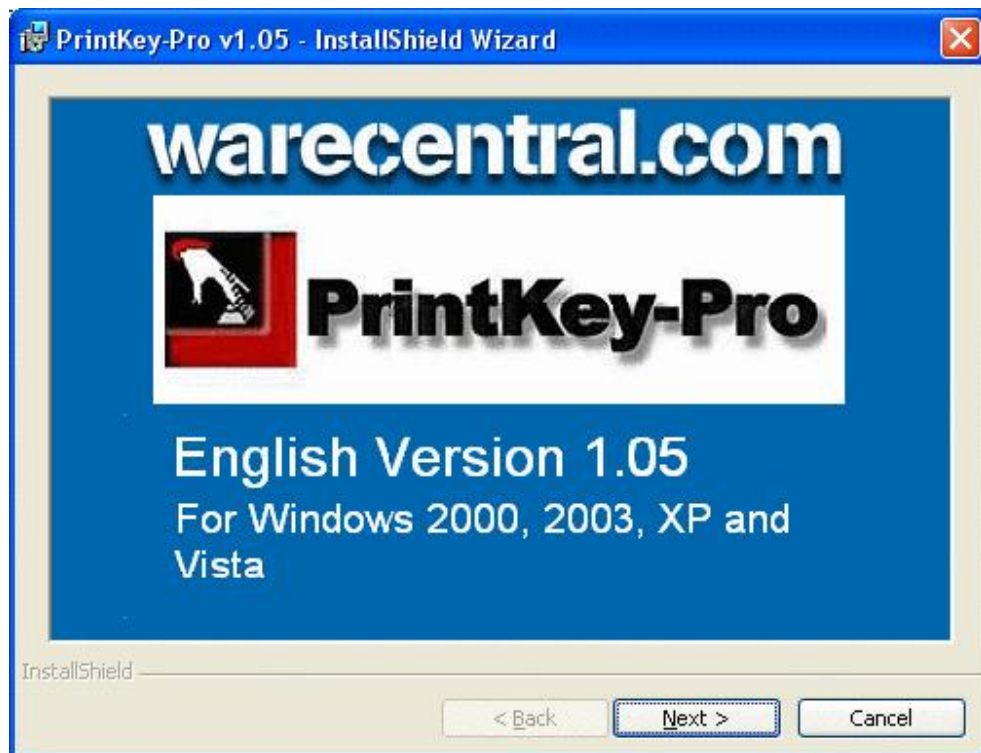 PrintKey-Pro v1.05 - InstallShield Wizard
warecentral.com
PrintKey-Pro
English Version 1.05
For Windows 2000, 2003, XP and
Vista
InstallShield
< Back Next > Cancel